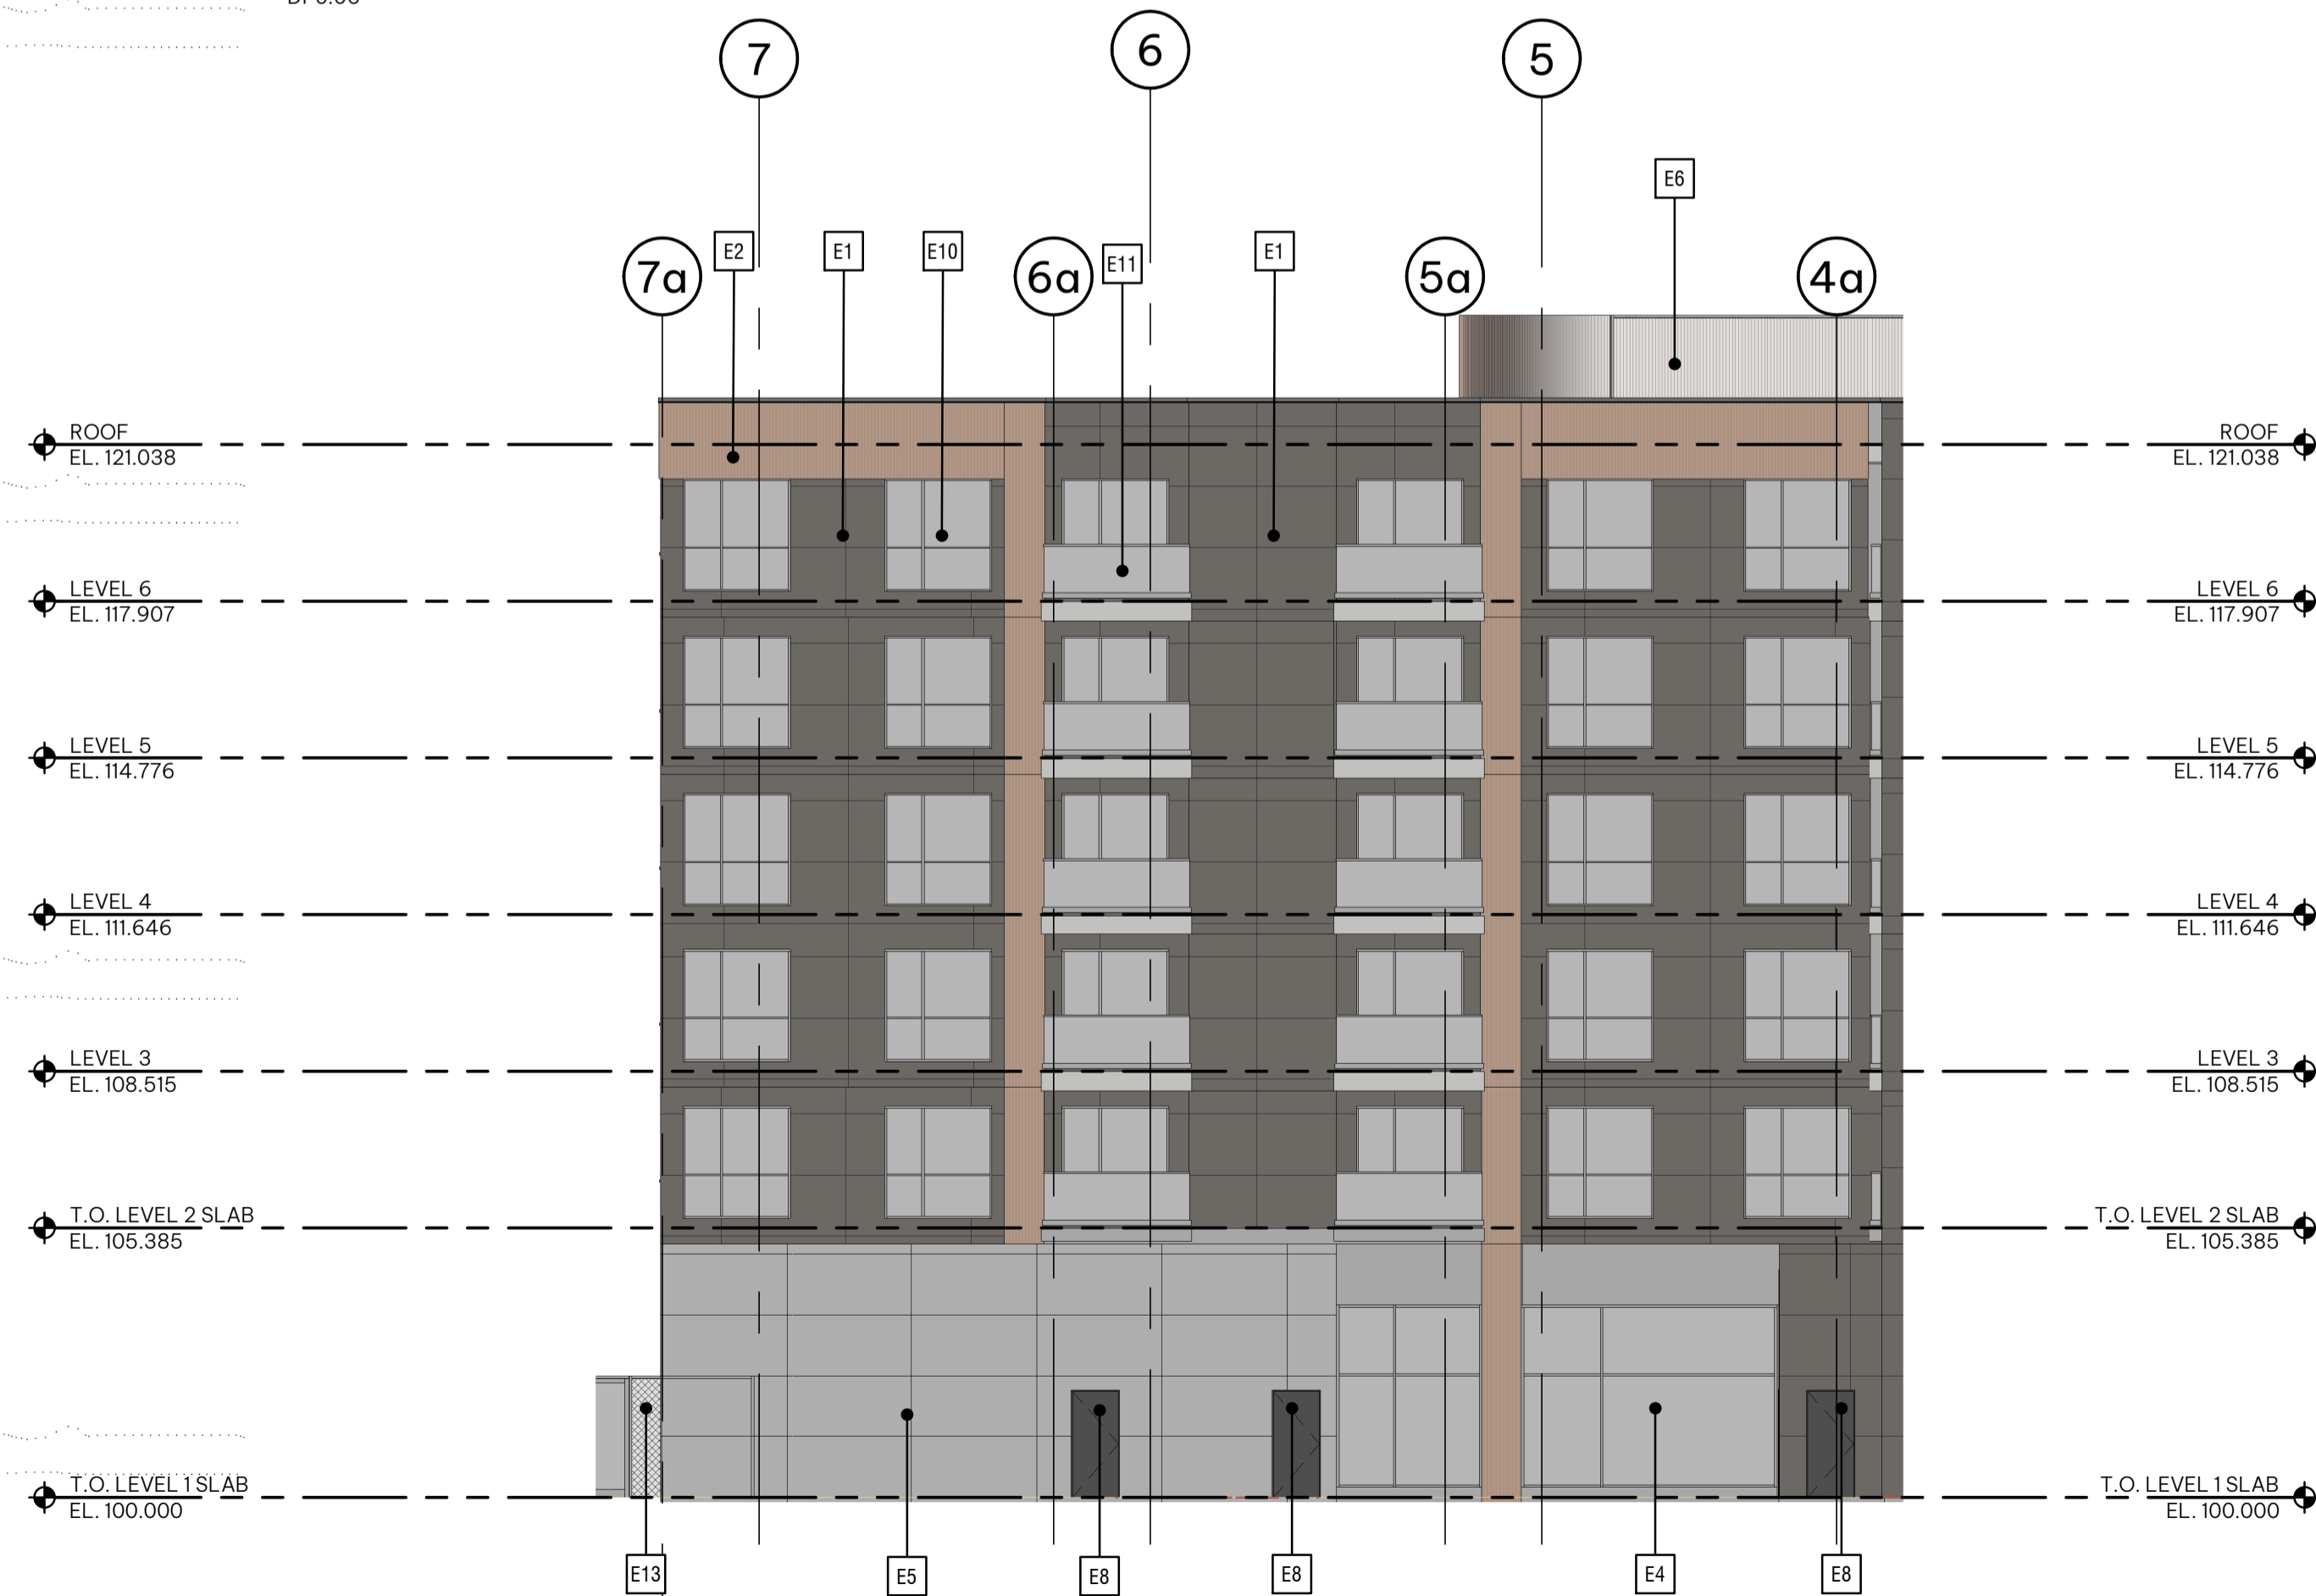 7
6
5
E6
E2
E1
E10
E11
E1
7a
6a
5a
4a
ROOF
EL. 121.038
ROOF
EL. 121.038
LEVEL 6
EL. 117.907
LEVEL 6
EL. 117.907
LEVEL 5
EL. 114.776
LEVEL 5
EL. 114.776
LEVEL 4
EL. 111.646
LEVEL 4
EL. 111.646
LEVEL 3
EL. 108.515
LEVEL 3
EL. 108.515
T.O. LEVEL 2 SLAB
EL. 105.385
T.O. LEVEL 2 SLAB
EL. 105.385
T.O. LEVEL 1 SLAB
EL. 100.000
T.O. LEVEL 1 SLAB
EL. 100.000
E13
E5
E8
E8
E4
E8